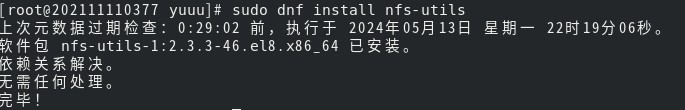 [root@202111110377 yuuu]# sudo dnf install nfs-utils
上次元数据过期检查：0:29:02 前，执行于 2024年05月13日 星期一 22时19分06秒。
软件包 nfs-utils-1:2.3.3-46.el8.x86_64 已安装。
依赖关系解决。
无需任何处理。
完毕！